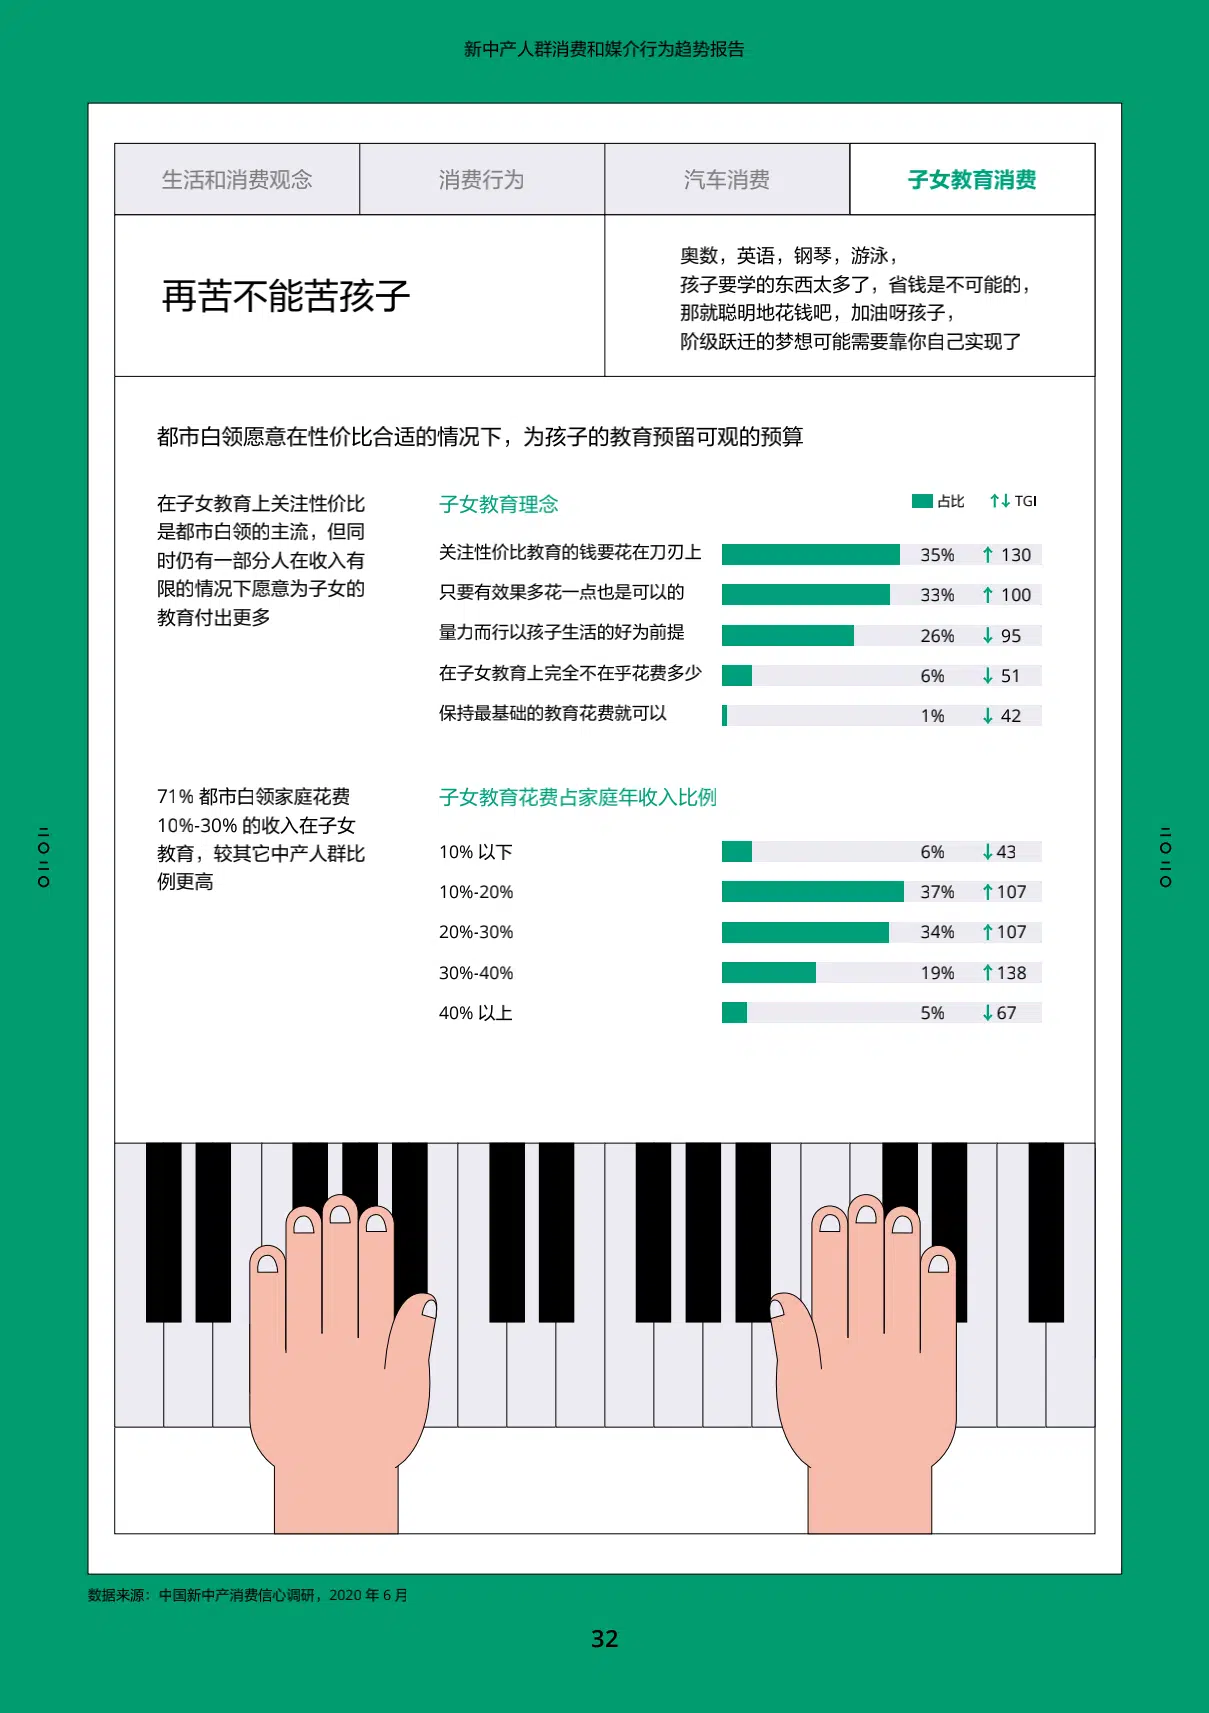 新中产人群消费和媒介行为趋势报告
生活和消费观念
消费行为
汽车消费
子女教育消费
再苦不能苦孩子
奥数，英语，钢琴，游泳，
孩子要学的东西太多了，省钱是不可能的，
那就聪明地花钱吧，加油呀孩子，
阶级跃迁的梦想可能需要靠你自己实现了
都市白领愿意在性价比合适的情况下，为孩子的教育预留可观的预算
在子女教育上关注性价比
是都市白领的主流，但同
时仍有一部分人在收入有
限的情况下愿意为子女的
教育付出更多
子女教育理念
占比 ↑↓ TGI
关注性价比教育的钱要花在刀刃上 35% ↑ 130
只要有效果多花一点也是可以的 33% ↑ 100
量力而行以孩子生活的好为前提 26% ↓ 95
在子女教育上完全不在乎花费多少 6% ↓ 51
保持最基础的教育花费就可以 1% ↓ 42
71% 都市白领家庭花费
10%-30% 的收入在子女
教育，较其它中产人群比
例更高
子女教育花费占家庭年收入比例
10% 以下 6% ↓ 43
10%-20% 37% ↑ 107
20%-30% 34% ↑ 107
30%-40% 19% ↑ 138
40% 以上 5% ↓ 67
二〇二〇
二〇二〇
数据来源：中国新中产消费信心调研，2020 年 6 月
32